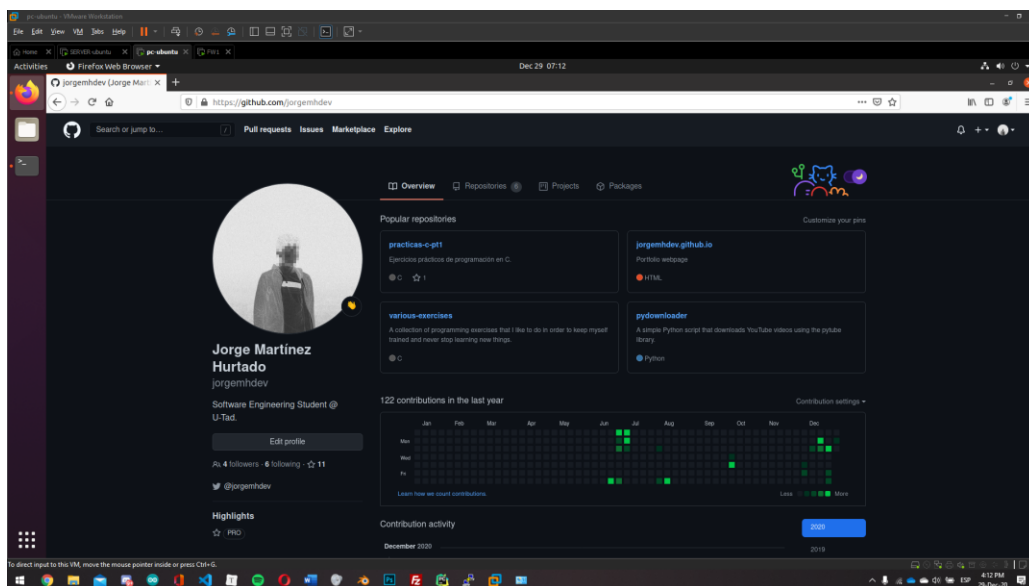 pc-ubuntu - VMware Workstation
File Edit View VM Tabs Help
Home SERVER-ubuntu pc-ubuntu FW1
Activities Firefox Web Browser Dec 29 07:12
jorgemhdev (Jorge Mart
https://github.com/jorgemhdev
Search or jump to... / Pull requests Issues Marketplace Explore
Overview Repositories 6 Projects Packages
Popular repositories Customize your pins
practicas-c-pt1
Ejercicios prácticos de programación en C.
C 1
jorgemhdev.github.io
Portfolio webpage
HTML
various-exercises
A collection of programming exercises that I like to do in order to keep myself
trained and never stop learning new things.
C
pydownloader
A simple Python script that downloads YouTube videos using the pytube
library.
Python
Jorge Martínez
Hurtado
jorgemhdev
Software Engineering Student @
U-Tad.
Edit profile
4 followers · 6 following · 11
@jorgemhdev
Highlights
PRO
122 contributions in the last year Contribution settings
Jan Feb Mar Apr May Jun Jul Aug Sep Oct Nov Dec
Mon
Wed
Fri
Learn how we count contributions. Less More
Contribution activity
2020
December 2020
2019
To direct input to this VM, move the mouse pointer inside or press Ctrl+G.
ESP 4:12 PM
29-Dec-20